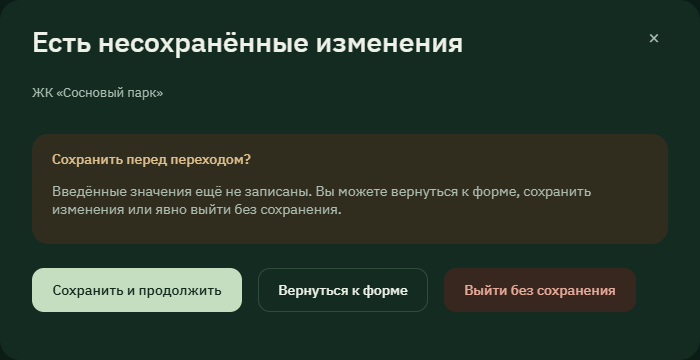 Есть несохранённые изменения
×
ЖК «Сосновый парк»
Сохранить перед переходом?
Введённые значения ещё не записаны. Вы можете вернуться к форме, сохранить
изменения или явно выйти без сохранения.
Сохранить и продолжить
Вернуться к форме
Выйти без сохранения